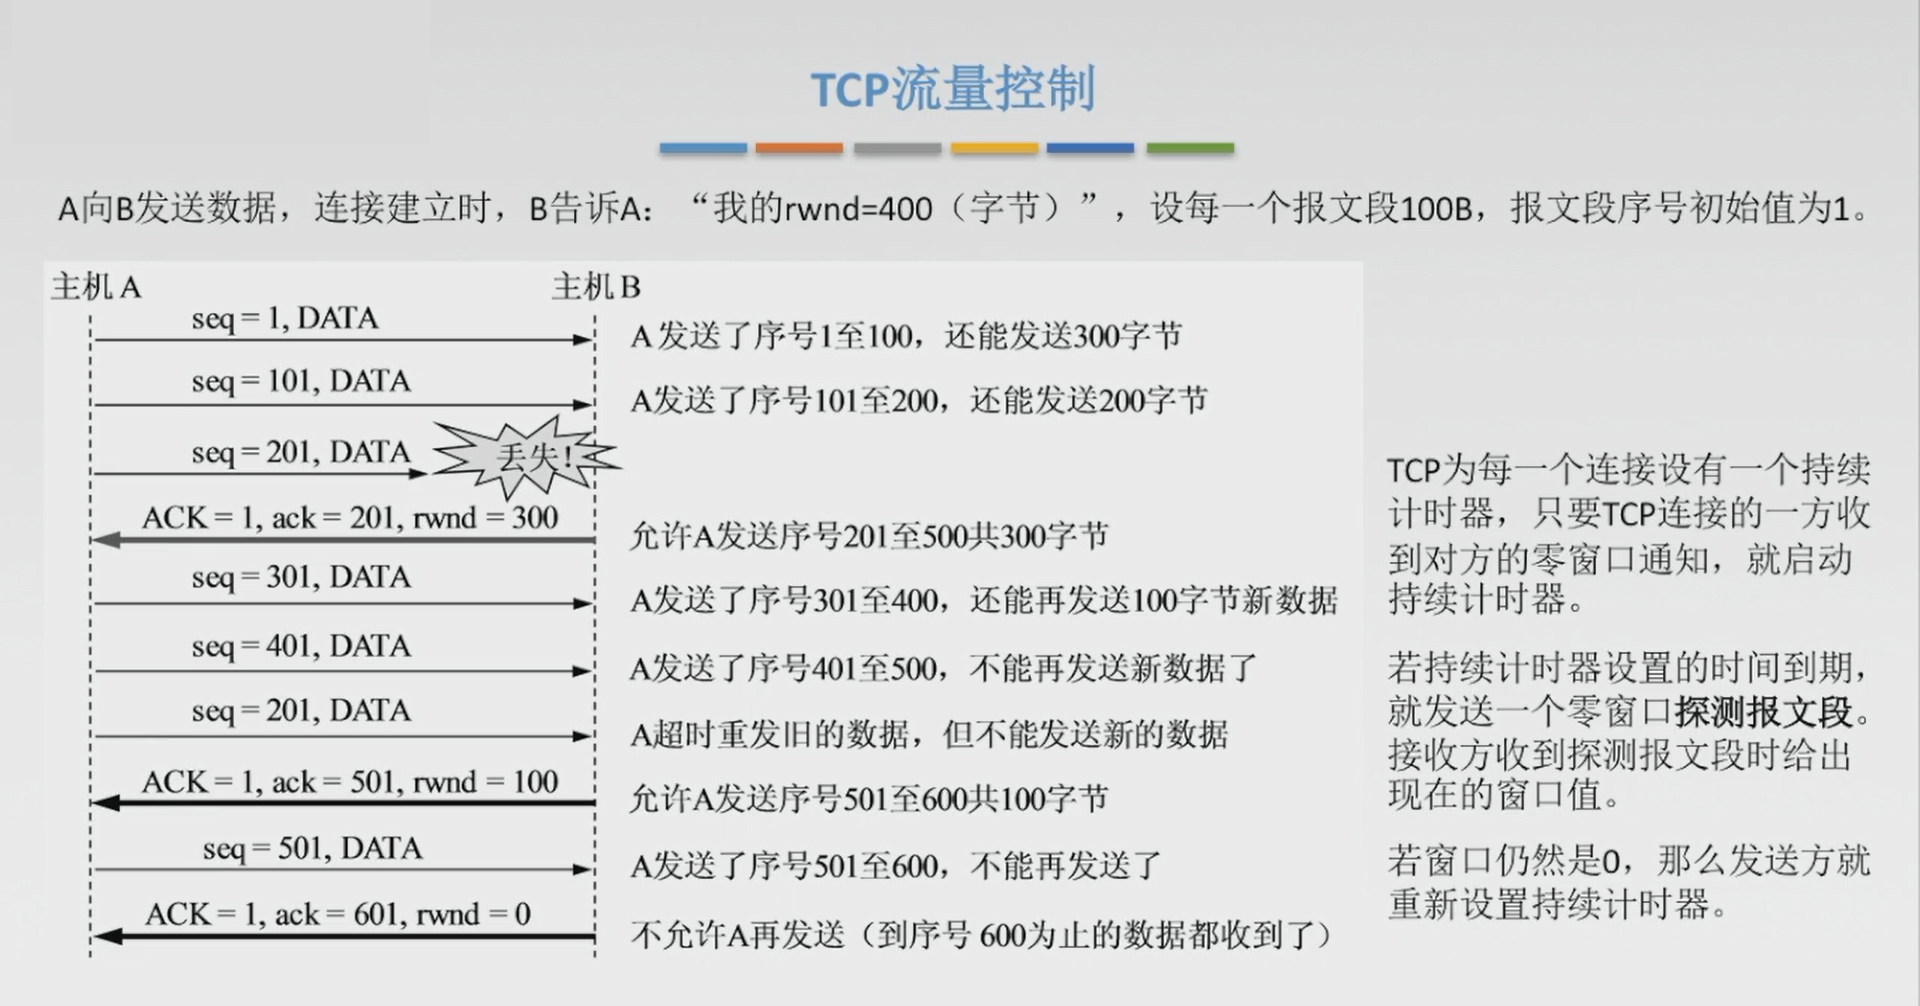 TCP流量控制
A向B发送数据，连接建立时，B告诉A：“我的rwnd=400（字节）”，设每一个报文段100B，报文段序号初始值为1。
主机A 主机B
seq = 1, DATA
A发送了序号1至100，还能发送300字节
seq = 101, DATA
A发送了序号101至200，还能发送200字节
seq = 201, DATA 丢失！
ACK = 1, ack = 201, rwnd = 300
允许A发送序号201至500共300字节
seq = 301, DATA
A发送了序号301至400，还能再发送100字节新数据
seq = 401, DATA
A发送了序号401至500，不能再发送新数据了
seq = 201, DATA
A超时重发旧的数据，但不能发送新的数据
ACK = 1, ack = 501, rwnd = 100
允许A发送序号501至600共100字节
seq = 501, DATA
A发送了序号501至600，不能再发送了
ACK = 1, ack = 601, rwnd = 0
不允许A再发送（到序号600为止的数据都收到了）
TCP为每一个连接设有一个持续
计时器，只要TCP连接的一方收
到对方的零窗口通知，就启动
持续计时器。
若持续计时器设置的时间到期，
就发送一个零窗口探测报文段。
接收方收到探测报文段时给出
现在的窗口值。
若窗口仍然是0，那么发送方就
重新设置持续计时器。